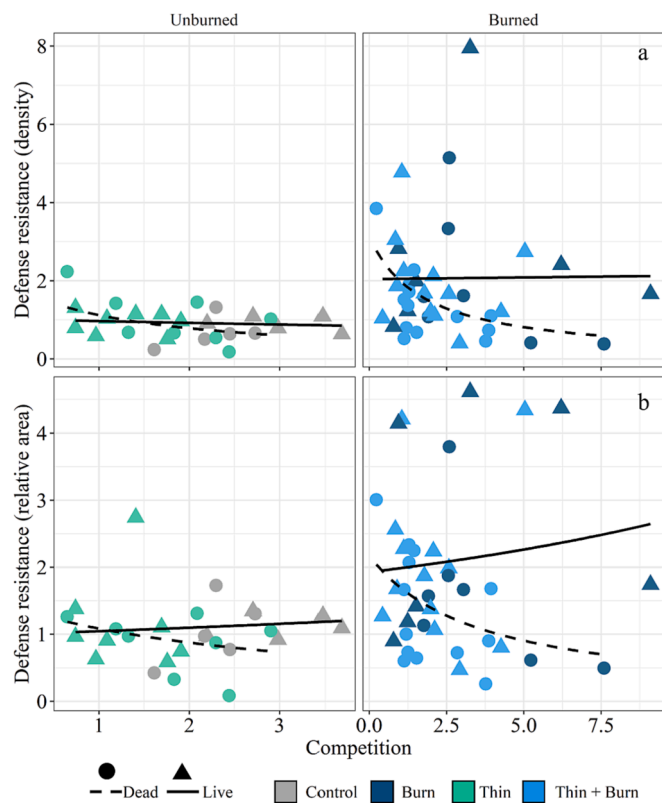 Unburned
Burned
Defense resistance (density)
8
6
4
2
0
a
Defense resistance (relative area)
4
3
2
1
0
b
1 2 3 0.0 2.5 5.0 7.5
Competition
Dead Live Control Burn Thin Thin + Burn